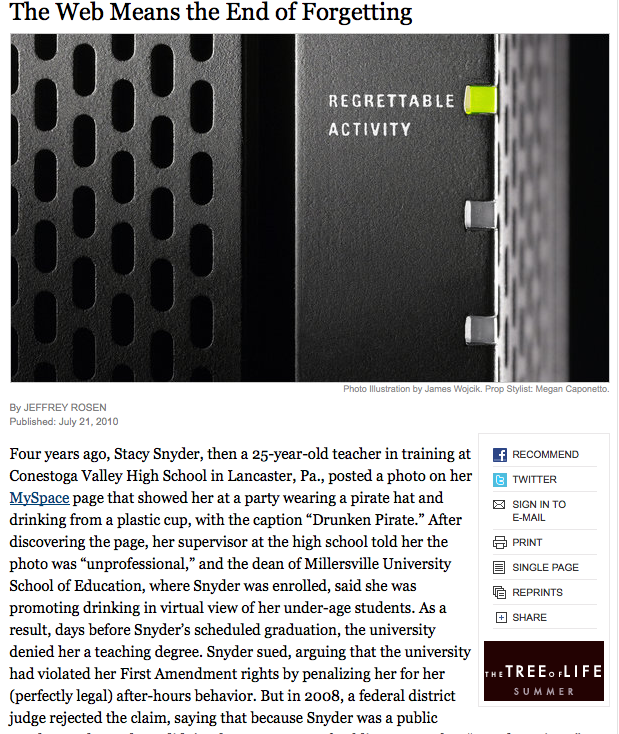 The Web Means the End of Forgetting
REGRETTABLE
ACTIVITY
Photo Illustration by James Wojcik. Prop Stylist: Megan Caponetto.
By JEFFREY ROSEN
Published: July 21, 2010
Four years ago, Stacy Snyder, then a 25-year-old teacher in training at
Conestoga Valley High School in Lancaster, Pa., posted a photo on her
MySpace page that showed her at a party wearing a pirate hat and
drinking from a plastic cup, with the caption “Drunken Pirate.” After
discovering the page, her supervisor at the high school told her the
photo was “unprofessional,” and the dean of Millersville University
School of Education, where Snyder was enrolled, said she was
promoting drinking in virtual view of her under-age students. As a
result, days before Snyder’s scheduled graduation, the university
denied her a teaching degree. Snyder sued, arguing that the university
had violated her First Amendment rights by penalizing her for her
(perfectly legal) after-hours behavior. But in 2008, a federal district
judge rejected the claim, saying that because Snyder was a public
RECOMMEND
TWITTER
SIGN IN TO
E-MAIL
PRINT
SINGLE PAGE
REPRINTS
SHARE
THE TREE OF LIFE
SUMMER